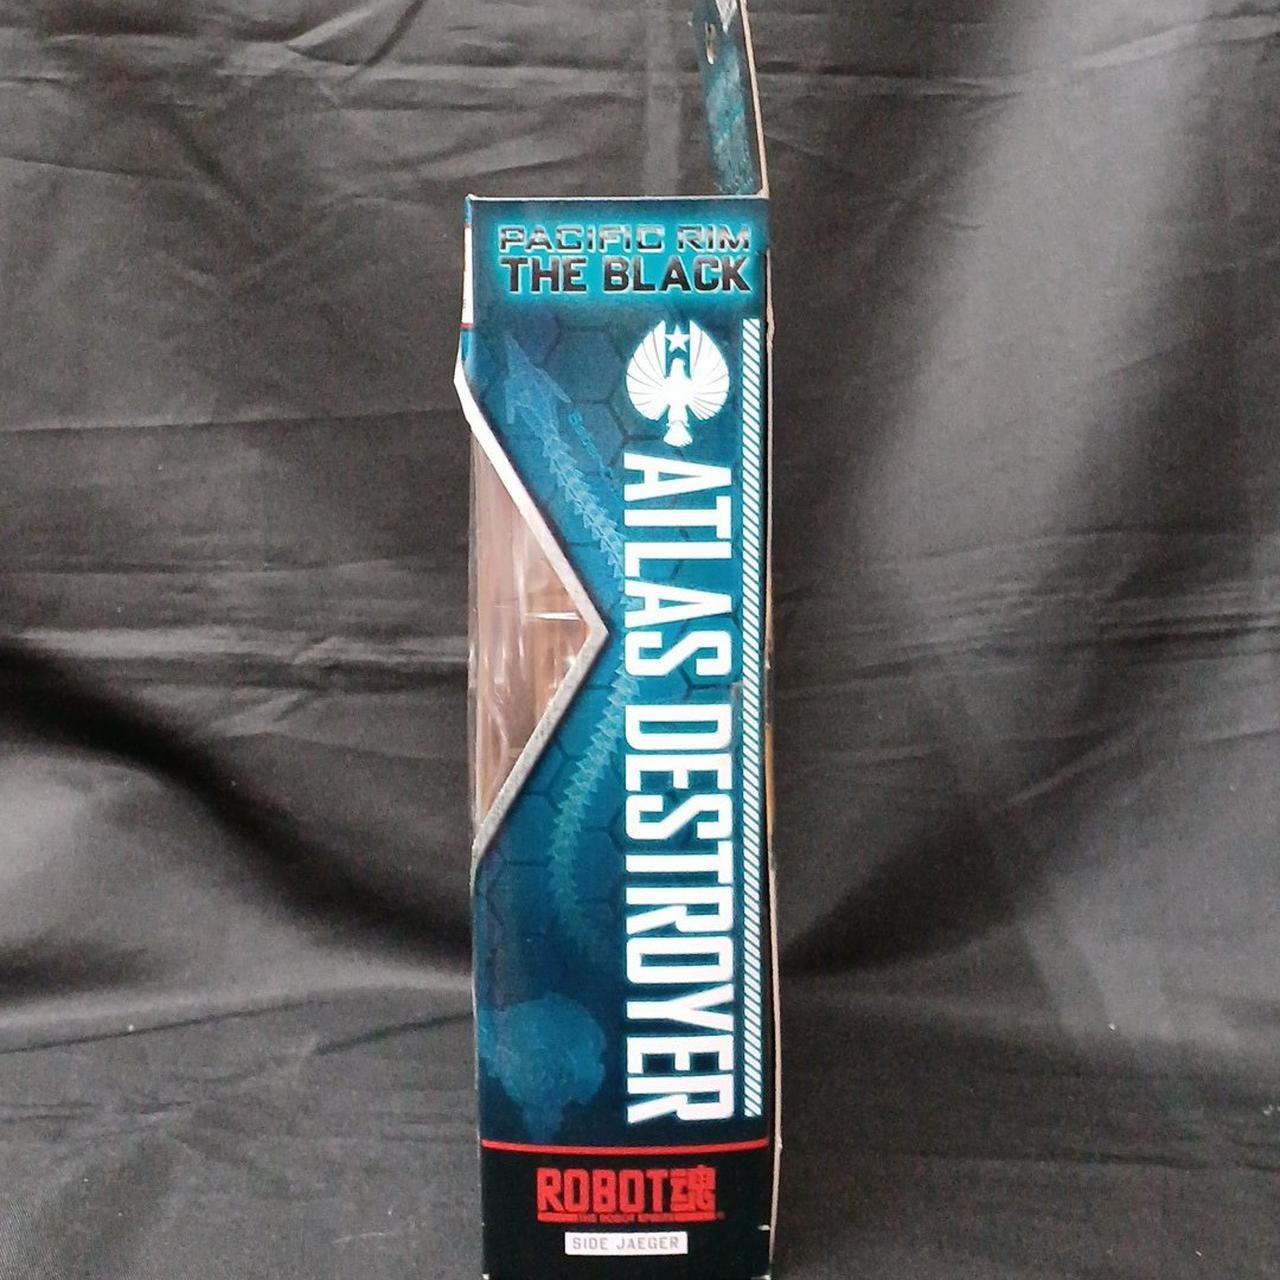 PACIFIC RIM
THE BLACK
ATLAS DESTROYER
ROBOT魂
SIDE JAEGER